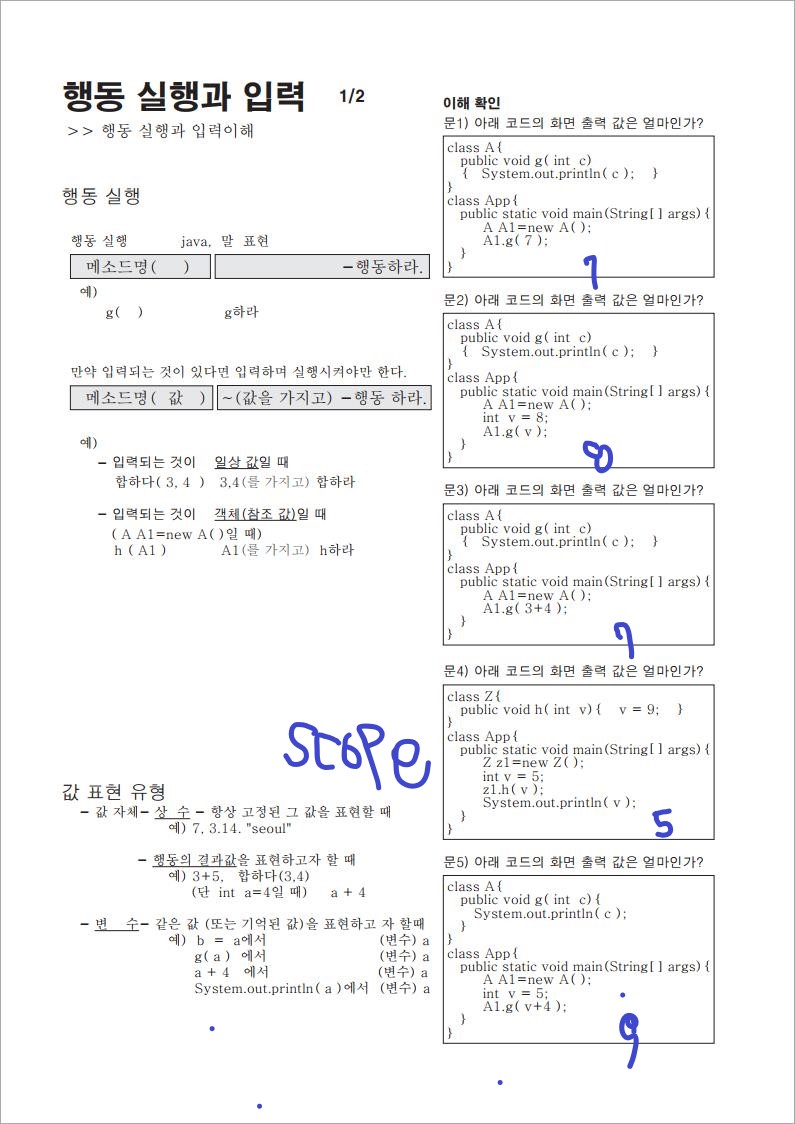 행동 실행과 입력 1/2
>> 행동 실행과 입력이해
행동 실행
행동 실행 java, 말 표현
메소드명( ) －행동하라.
예)
g( ) g하라
만약 입력되는 것이 있다면 입력하며 실행시켜야만 한다.
메소드명( 값 ) ~(값을 가지고) －행동 하라.
예)
－ 입력되는 것이 일상 값일 때
합하다( 3, 4 ) 3,4(를 가지고) 합하라
－ 입력되는 것이 객체(참조 값)일 때
( A A1=new A( )일 때)
h ( A1 ) A1(를 가지고) h하라
scope
값 표현 유형
－ 값 자체－ 상 수 － 항상 고정된 그 값을 표현할 때
예) 7, 3.14. "seoul"
－ 행동의 결과값을 표현하고자 할 때
예) 3+5, 합하다(3,4)
(단 int a=4일 때) a + 4
－ 변 수－ 같은 값 (또는 기억된 값)을 표현하고 자 할때
예) b = a에서 (변수) a
g( a ) 에서 (변수) a
a + 4 에서 (변수) a
System.out.println( a )에서 (변수) a
이해 확인
문1) 아래 코드의 화면 출력 값은 얼마인가?
class A{
public void g( int c)
{ System.out.println( c ); }
}
class App{
public static void main(String[ ] args){
A A1=new A( );
A1.g( 7 );
}
}
7
문2) 아래 코드의 화면 출력 값은 얼마인가?
class A{
public void g( int c)
{ System.out.println( c ); }
}
class App{
public static void main(String[ ] args){
A A1=new A( );
int v = 8;
A1.g( v );
}
}
8
문3) 아래 코드의 화면 출력 값은 얼마인가?
class A{
public void g( int c)
{ System.out.println( c ); }
}
class App{
public static void main(String[ ] args){
A A1=new A( );
A1.g( 3+4 );
}
}
7
문4) 아래 코드의 화면 출력 값은 얼마인가?
class Z{
public void h( int v){ v = 9; }
}
class App{
public static void main(String[ ] args){
Z z1=new Z( );
int v = 5;
z1.h( v );
System.out.println( v );
}
}
5
문5) 아래 코드의 화면 출력 값은 얼마인가?
class A{
public void g( int c){
System.out.println( c );
}
}
class App{
public static void main(String[ ] args){
A A1=new A( );
int v = 5;
A1.g( v+4 );
}
}
9